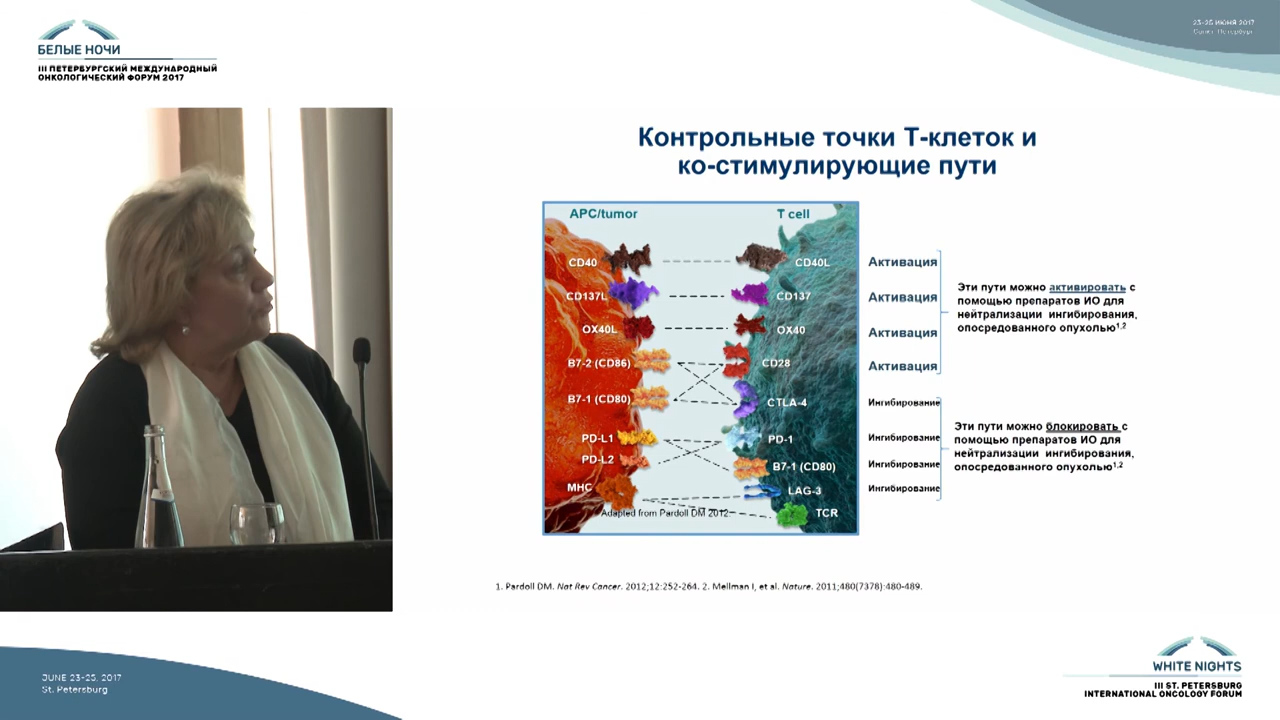 БЕЛЫЕ НОЧИ
III ПЕТЕРБУРГСКИЙ МЕЖДУНАРОДНЫЙ
ОНКОЛОГИЧЕСКИЙ ФОРУМ 2017
23-25 ИЮНЯ 2017
Санкт-Петербург
Контрольные точки Т-клеток и
ко-стимулирующие пути
APC/tumor
T cell
CD40
CD40L
Активация
CD137L
CD137
Активация
OX40L
OX40
Активация
B7-2 (CD86)
CD28
Активация
B7-1 (CD80)
CTLA-4
Ингибирование
PD-L1
PD-1
Ингибирование
PD-L2
B7-1 (CD80)
Ингибирование
MHC
LAG-3
Ингибирование
TCR
Adapted from Pardoll DM 2012.
Эти пути можно активировать с
помощью препаратов ИО для
нейтрализации ингибирования,
опосредованного опухолью1,2
Эти пути можно блокировать с
помощью препаратов ИО для
нейтрализации ингибирования,
опосредованного опухолью1,2
1. Pardoll DM. Nat Rev Cancer. 2012;12:252-264. 2. Mellman I, et al. Nature. 2011;480(7378):480-489.
JUNE 23-25, 2017
St. Petersburg
WHITE NIGHTS
III ST. PETERSBURG
INTERNATIONAL ONCOLOGY FORUM